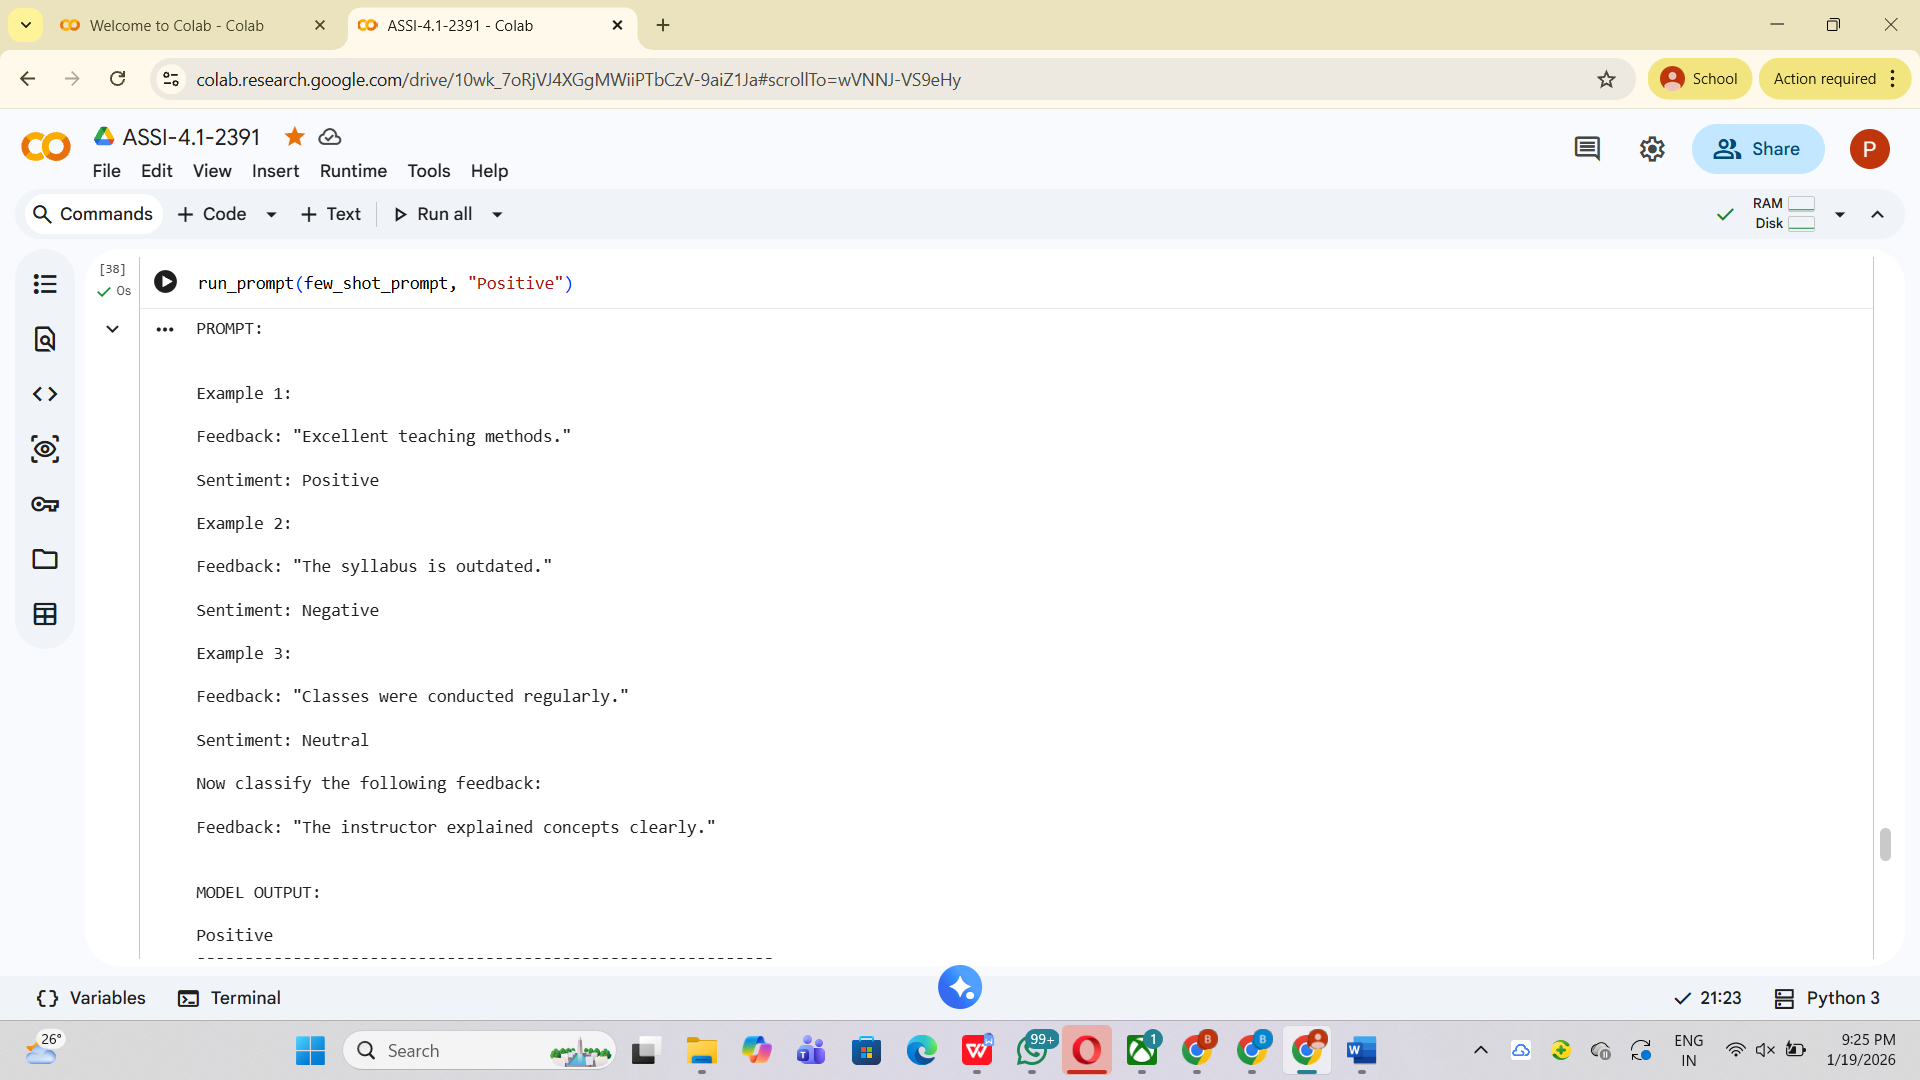 Welcome to Colab - Colab
ASSI-4.1-2391 - Colab
colab.research.google.com/drive/10wk_7oRjVJ4XGgMWiiPTbCzV-9aiZ1Ja#scrollTo=wVNNJ-VS9eHy
School
Action required
ASSI-4.1-2391
File Edit View Insert Runtime Tools Help
Share
P
Commands
+ Code
+ Text
Run all
RAM
Disk
[38]
0s
run_prompt(few_shot_prompt, "Positive")
PROMPT:
Example 1:
Feedback: "Excellent teaching methods."
Sentiment: Positive
Example 2:
Feedback: "The syllabus is outdated."
Sentiment: Negative
Example 3:
Feedback: "Classes were conducted regularly."
Sentiment: Neutral
Now classify the following feedback:
Feedback: "The instructor explained concepts clearly."
MODEL OUTPUT:
Positive
------------------------------------------------------------
Variables
Terminal
21:23
Python 3
26°
Search
99+
1
B
B
ENG
IN
9:25 PM
1/19/2026